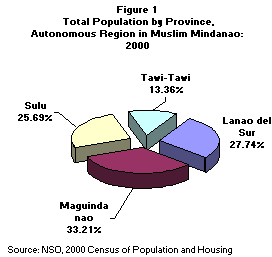 Figure 1
Total Population by Province,
Autonomous Region in Muslim Mindanao:
2000
Tawi-Tawi
13.36%
Sulu
25.69%
Lanao del
Sur
27.74%
Maguinda
nao
33.21%
Source: NSO, 2000 Census of Population and Housing